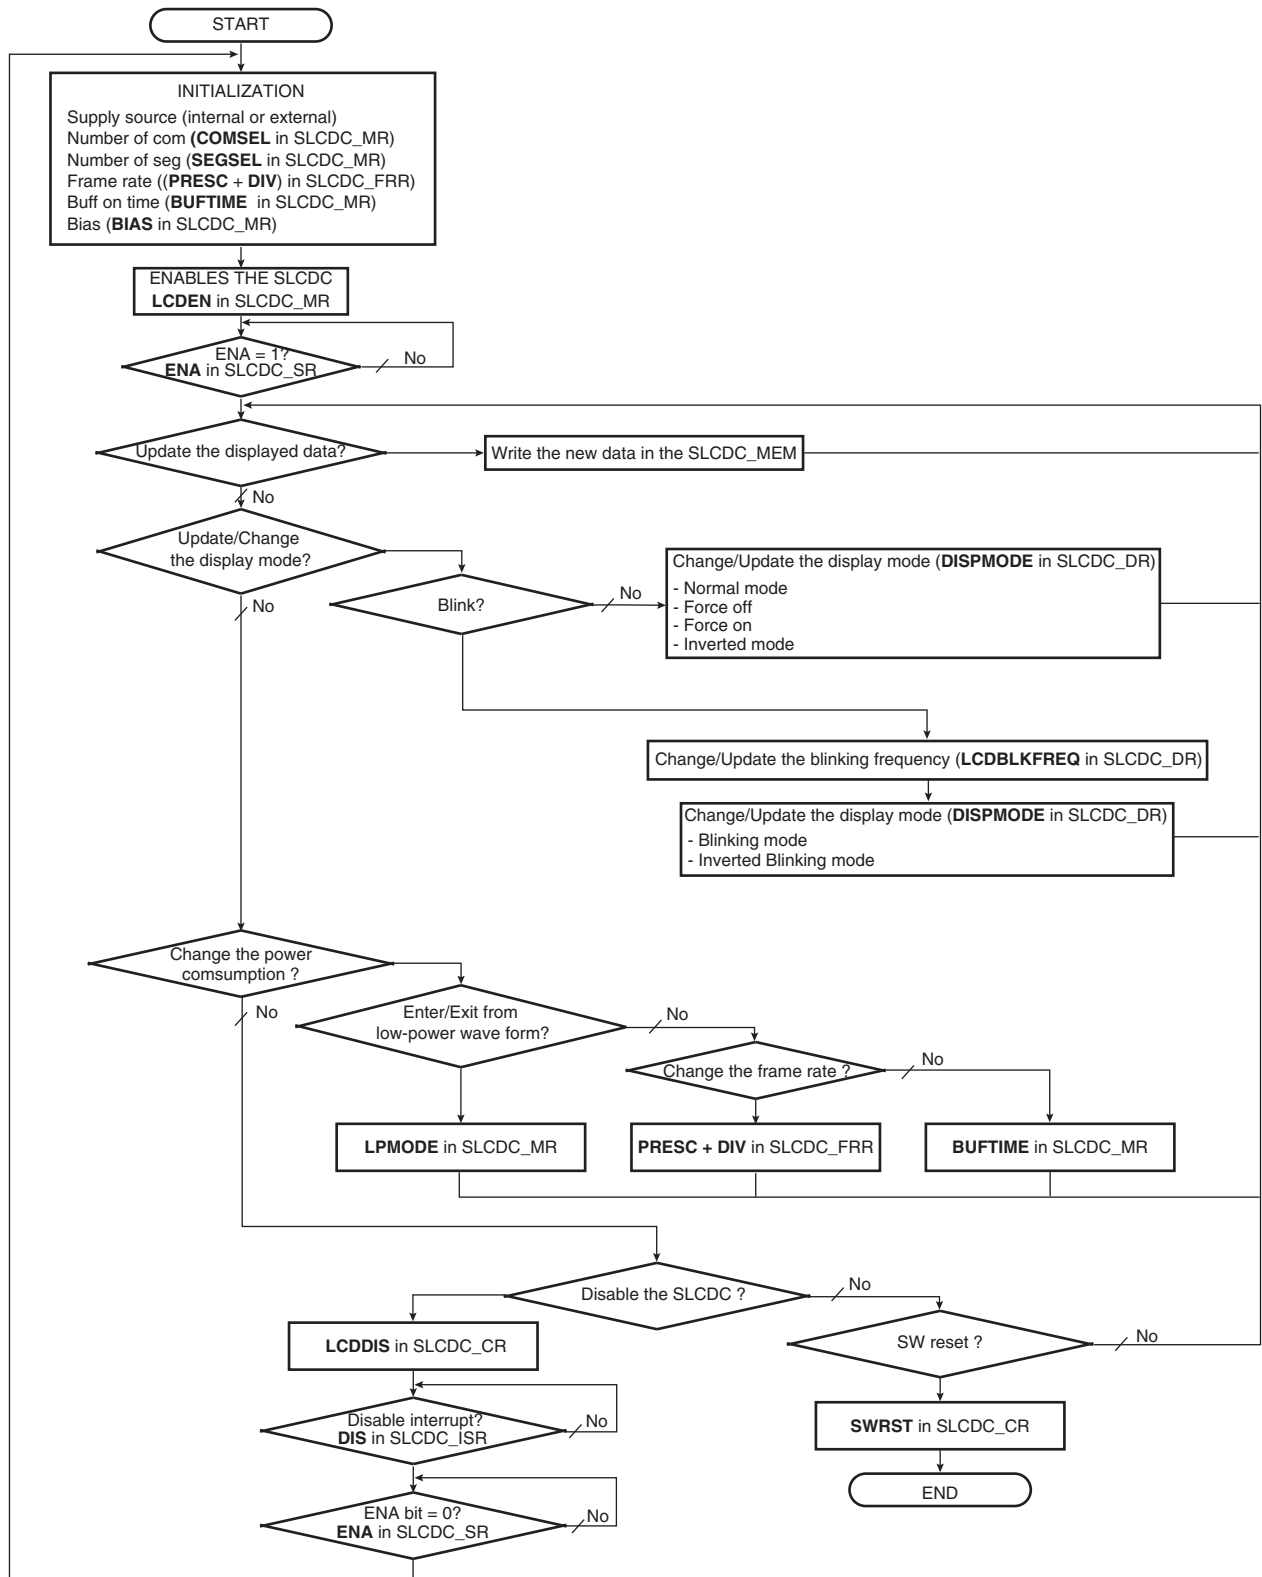 START
INITIALIZATION
Supply source (internal or external)
Number of com (COMSEL in SLCDC_MR)
Number of seg (SEGSEL in SLCDC_MR)
Frame rate ((PRESC + DIV) in SLCDC_FRR)
Buff on time (BUFTIME in SLCDC_MR)
Bias (BIAS in SLCDC_MR)
ENABLES THE SLCDC
LCDEN in SLCDC_MR
ENA = 1?
ENA in SLCDC_SR
No
Update the displayed data?
Write the new data in the SLCDC_MEM
No
Update/Change
the display mode?
No
Blink?
No
Change/Update the display mode (DISPMODE in SLCDC_DR)
- Normal mode
- Force off
- Force on
- Inverted mode
Change/Update the blinking frequency (LCDBLKFREQ in SLCDC_DR)
Change/Update the display mode (DISPMODE in SLCDC_DR)
- Blinking mode
- Inverted Blinking mode
Change the power
comsumption ?
No
Enter/Exit from
low-power wave form?
No
Change the frame rate ?
No
LPMODE in SLCDC_MR
PRESC + DIV in SLCDC_FRR
BUFTIME in SLCDC_MR
Disable the SLCDC ?
No
SW reset ?
No
LCDDIS in SLCDC_CR
Disable interrupt?
DIS in SLCDC_ISR
No
SWRST in SLCDC_CR
END
ENA bit = 0?
ENA in SLCDC_SR
No